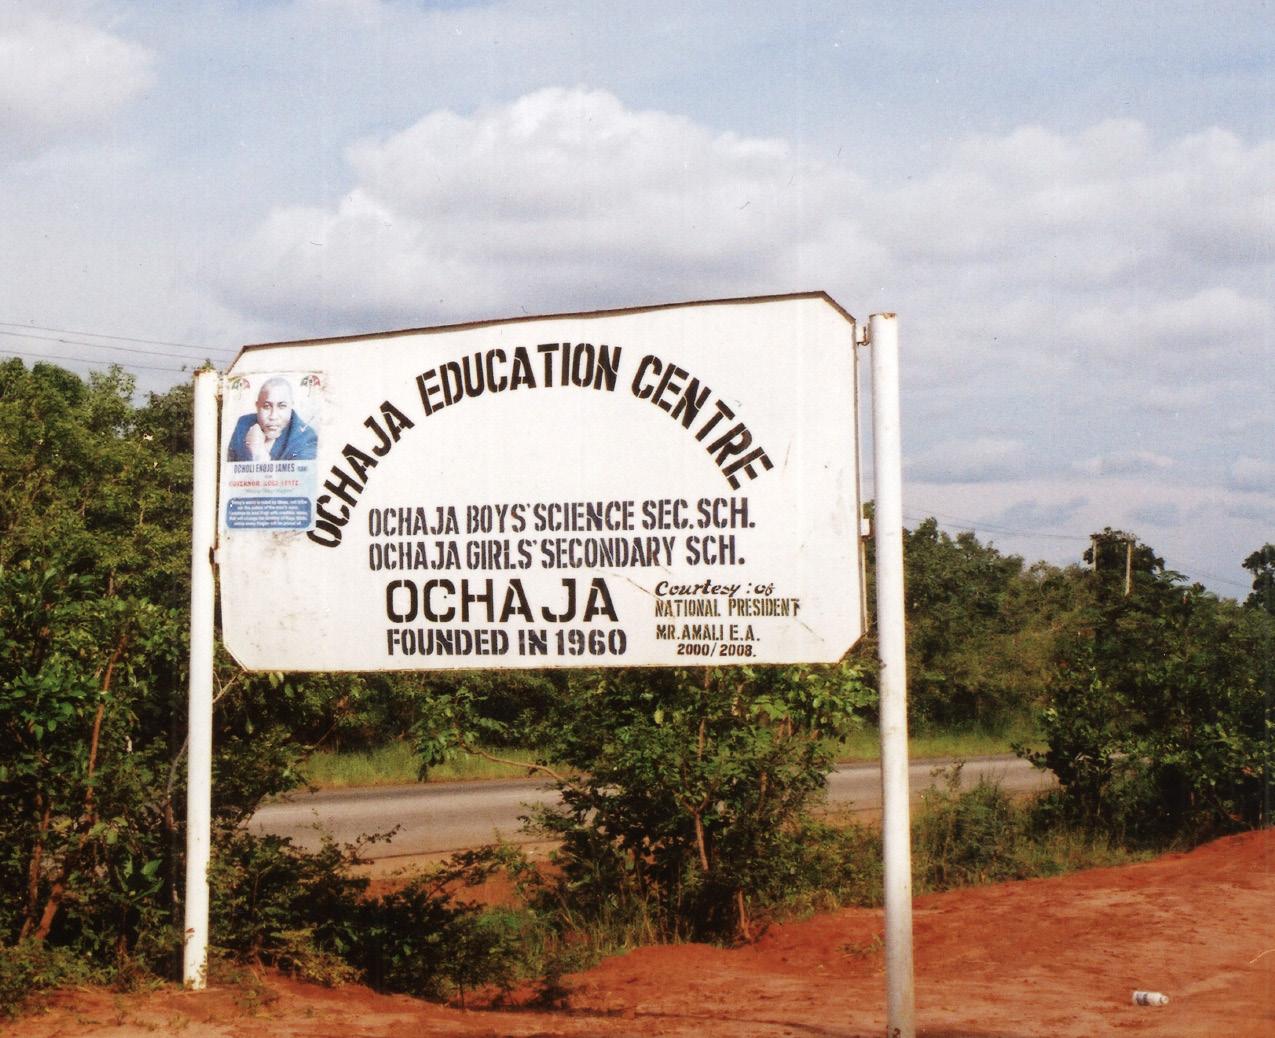 OCHAJA EDUCATION CENTRE
OCHAJA BOYS' SCIENCE SEC. SCH.
OCHAJA GIRLS' SECONDARY SCH.
OCHAJA
FOUNDED IN 1960
Courtesy: of
NATIONAL PRESIDENT
MR. AMALI E.A.
2000/2008.
OCHOLI ENOJO JAMES
GOVERNOR